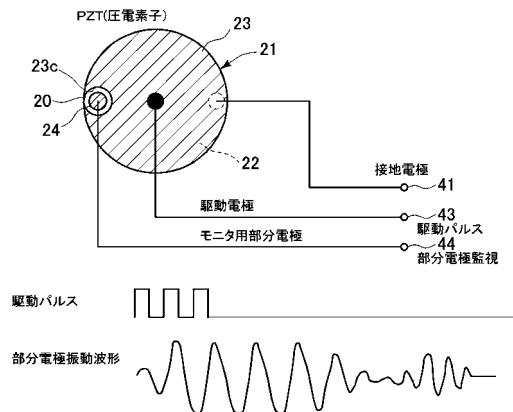 PZT(圧電素子)
23
21
23c
20
24
22
接地電極
41
駆動電極
43
駆動パルス
モニタ用部分電極
44
部分電極監視
駆動パルス
部分電極振動波形